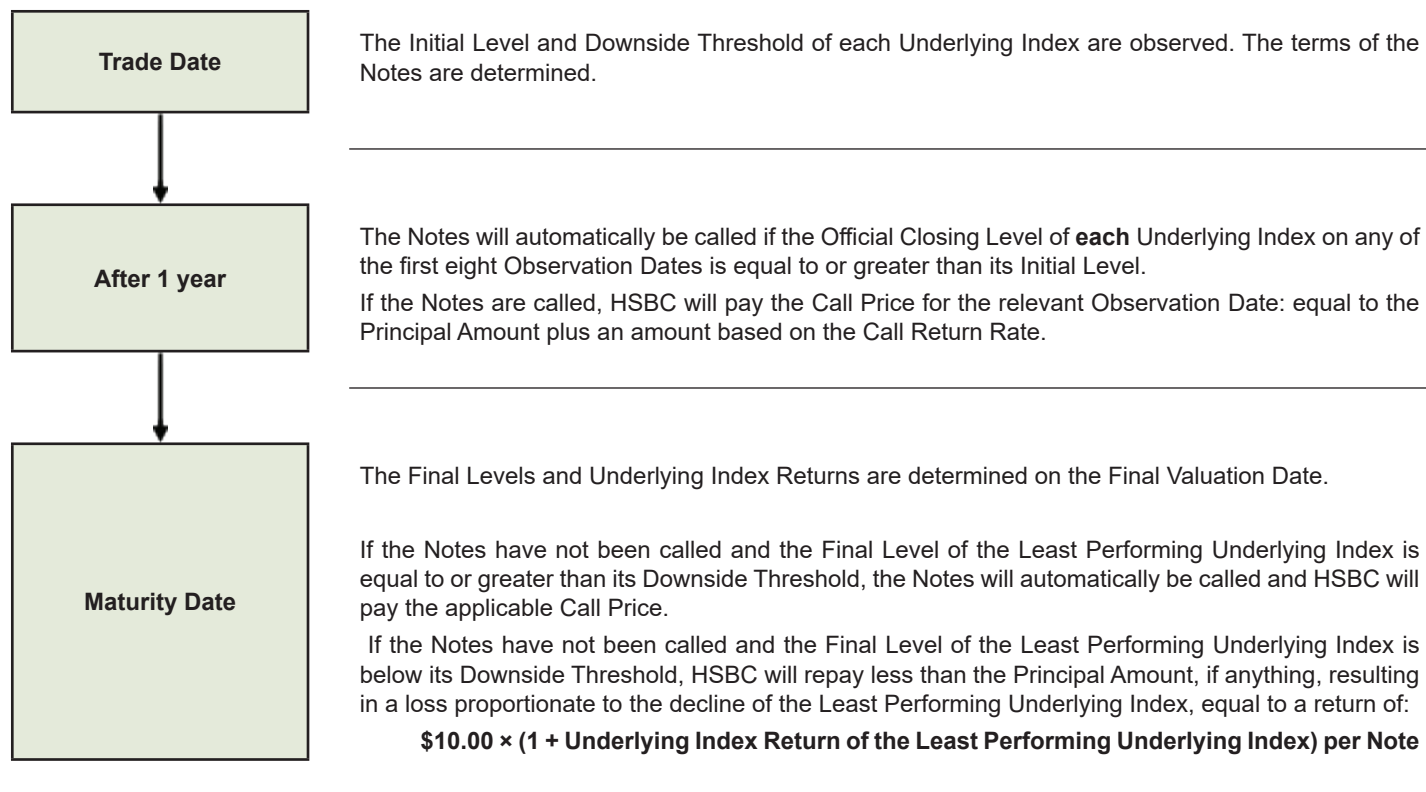 Trade Date
The Initial Level and Downside Threshold of each Underlying Index are observed. The terms of the
Notes are determined.
After 1 year
The Notes will automatically be called if the Official Closing Level of each Underlying Index on any of
the first eight Observation Dates is equal to or greater than its Initial Level.
If the Notes are called, HSBC will pay the Call Price for the relevant Observation Date: equal to the
Principal Amount plus an amount based on the Call Return Rate.
Maturity Date
The Final Levels and Underlying Index Returns are determined on the Final Valuation Date.
If the Notes have not been called and the Final Level of the Least Performing Underlying Index is
equal to or greater than its Downside Threshold, the Notes will automatically be called and HSBC will
pay the applicable Call Price.
If the Notes have not been called and the Final Level of the Least Performing Underlying Index is
below its Downside Threshold, HSBC will repay less than the Principal Amount, if anything, resulting
in a loss proportionate to the decline of the Least Performing Underlying Index, equal to a return of:
$10.00 × (1 + Underlying Index Return of the Least Performing Underlying Index) per Note